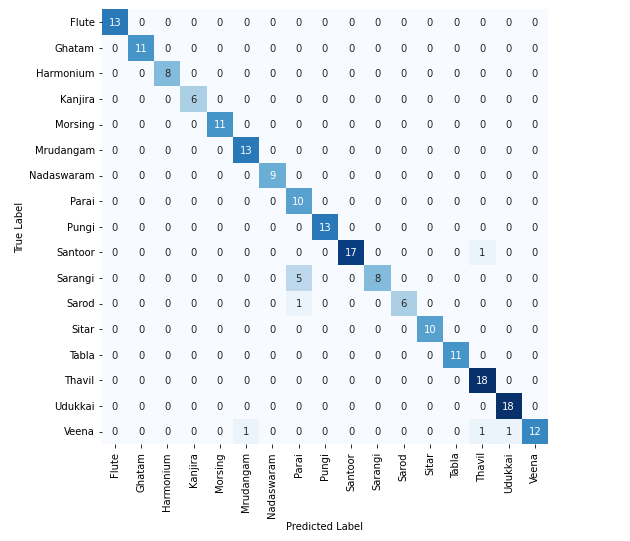 Flute 13 0 0 0 0 0 0 0 0 0 0 0 0 0 0 0 0
Ghatam 0 11 0 0 0 0 0 0 0 0 0 0 0 0 0 0 0
Harmonium 0 0 8 0 0 0 0 0 0 0 0 0 0 0 0 0 0
Kanjira 0 0 0 6 0 0 0 0 0 0 0 0 0 0 0 0 0
Morsing 0 0 0 0 11 0 0 0 0 0 0 0 0 0 0 0 0
Mrudangam 0 0 0 0 0 13 0 0 0 0 0 0 0 0 0 0 0
Nadaswaram 0 0 0 0 0 0 9 0 0 0 0 0 0 0 0 0 0
Parai 0 0 0 0 0 0 0 10 0 0 0 0 0 0 0 0 0
Pungi 0 0 0 0 0 0 0 0 13 0 0 0 0 0 0 0 0
Santoor 0 0 0 0 0 0 0 0 0 17 0 0 0 0 1 0 0
Sarangi 0 0 0 0 0 0 0 5 0 0 8 0 0 0 0 0 0
Sarod 0 0 0 0 0 0 0 1 0 0 0 6 0 0 0 0 0
Sitar 0 0 0 0 0 0 0 0 0 0 0 0 10 0 0 0 0
Tabla 0 0 0 0 0 0 0 0 0 0 0 0 0 11 0 0 0
Thavil 0 0 0 0 0 0 0 0 0 0 0 0 0 0 18 0 0
Udukkai 0 0 0 0 0 0 0 0 0 0 0 0 0 0 0 18 0
Veena 0 0 0 0 0 1 0 0 0 0 0 0 0 0 1 1 12
True Label
Flute Ghatam Harmonium Kanjira Morsing Mrudangam Nadaswaram Parai Pungi Santoor Sarangi Sarod Sitar Tabla Thavil Udukkai Veena
Predicted Label